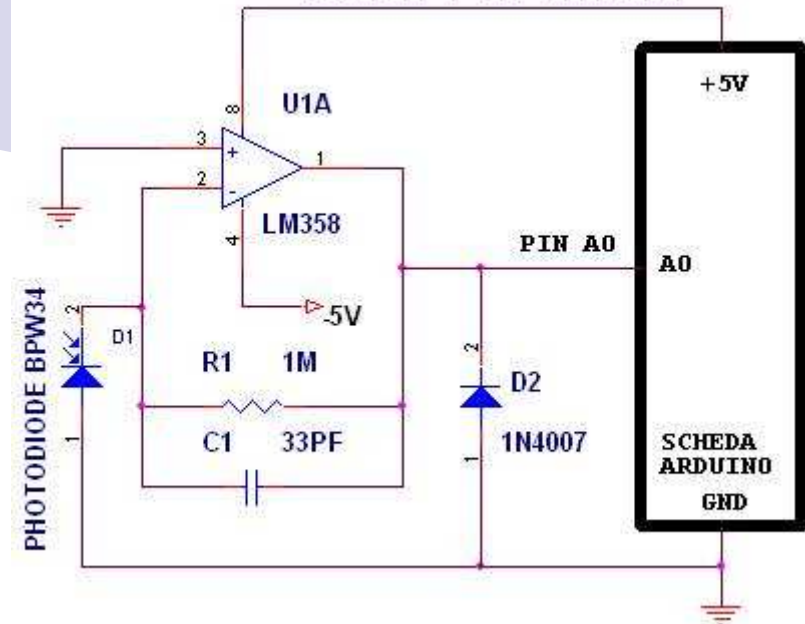 +5V
8
U1A
3
+
1
2
-
LM358
4
PIN A0
A0
-5V
PHOTODIODE BPW34
2
D1
1
R1 1M
2
D2
C1 33PF
1
1N4007
SCHEDA
ARDUINO
GND